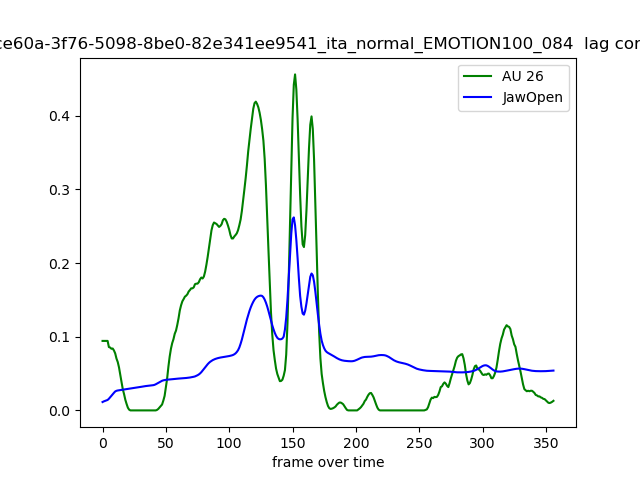 ce60a-3f76-5098-8be0-82e341ee9541_ita_normal_EMOTION100_084 lag cor
AU 26
JawOpen
0.4
0.3
0.2
0.1
0.0
0 50 100 150 200 250 300 350
frame over time